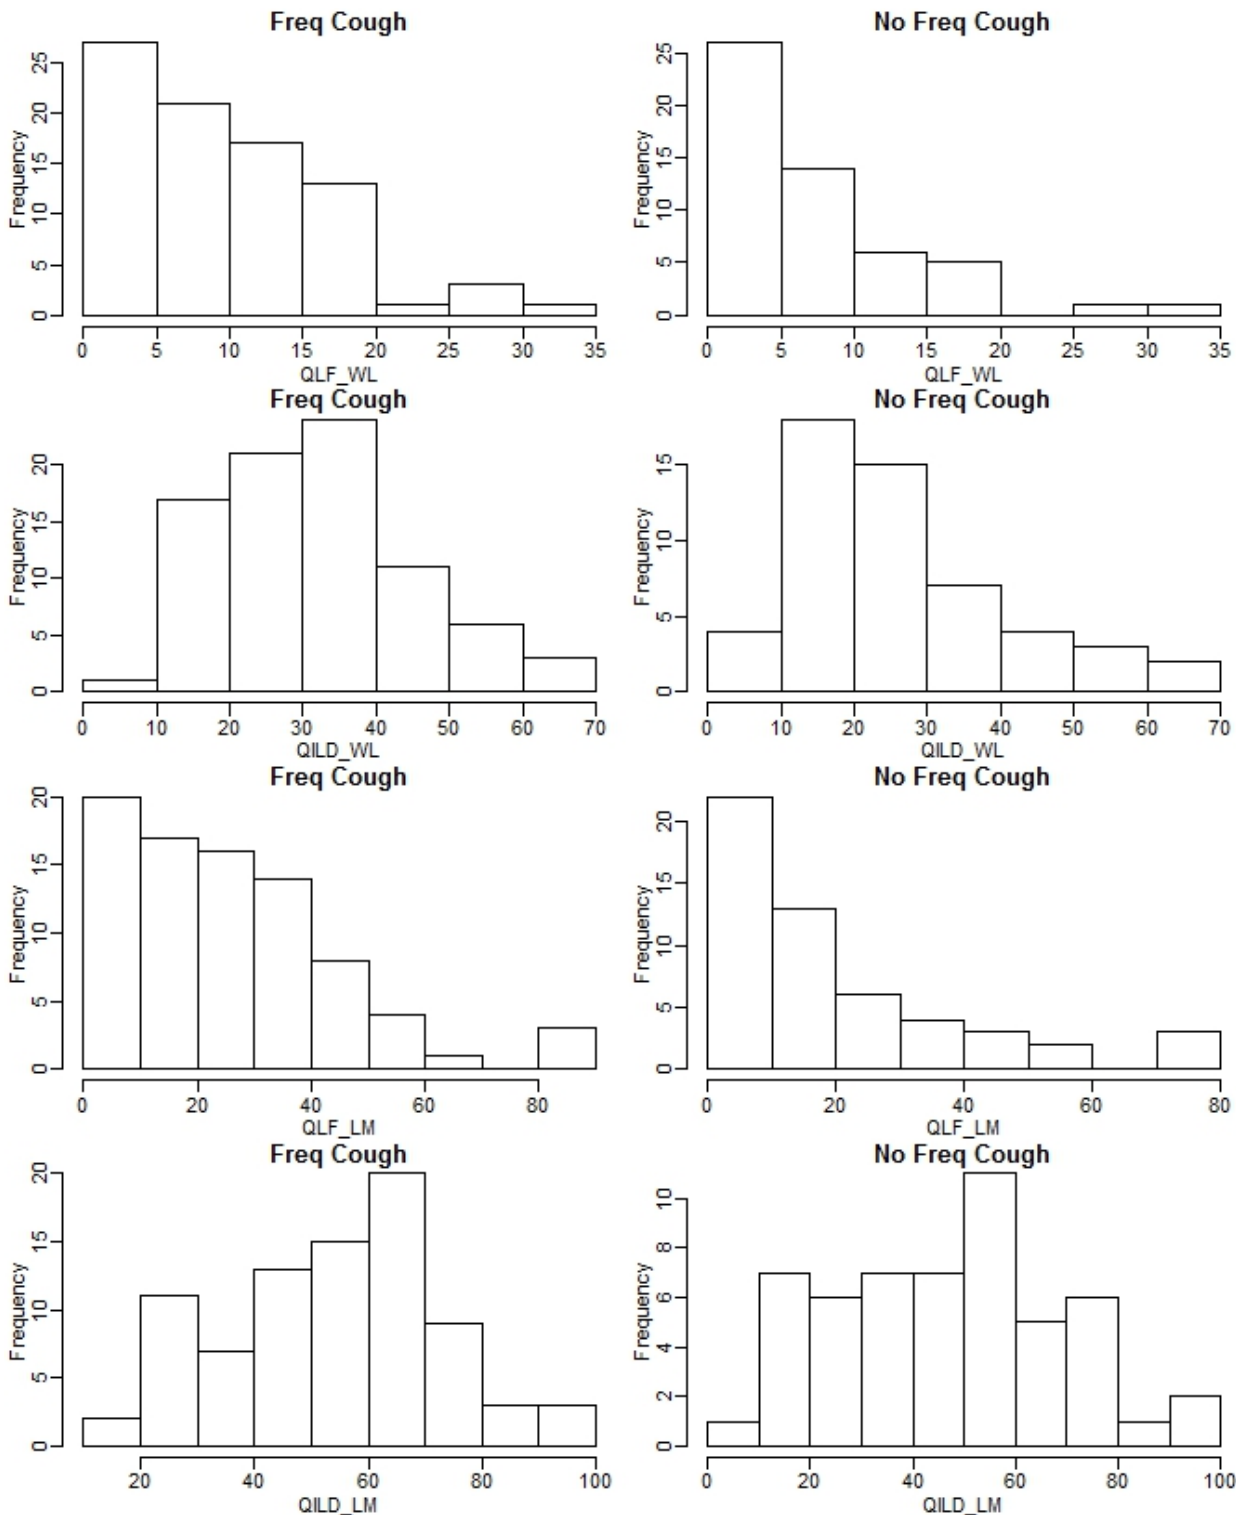 Freq Cough
No Freq Cough
Frequency
0 5 10 15 20 25
0 5 10 15 20 25 30 35
QLF_WL
Frequency
0 5 10 15 20 25
0 5 10 15 20 25 30 35
QLF_WL
Freq Cough
No Freq Cough
Frequency
0 5 10 15 20
0 10 20 30 40 50 60 70
QILD_WL
Frequency
0 5 10 15
0 10 20 30 40 50 60 70
QILD_WL
Freq Cough
No Freq Cough
Frequency
0 5 10 15 20
0 20 40 60 80
QLF_LM
Frequency
0 5 10 15 20
0 20 40 60 80
QLF_LM
Freq Cough
No Freq Cough
Frequency
0 5 10 15 20
20 40 60 80 100
QILD_LM
Frequency
0 2 4 6 8 10
0 20 40 60 80 100
QILD_LM